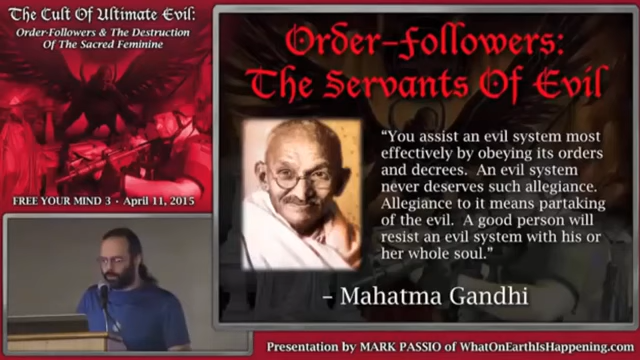 The Cult Of Ultimate Evil:
Order-Followers & The Destruction
Of The Sacred Feminine
FREE YOUR MIND 3 • April 11, 2015
Order-Followers:
The Servants Of Evil
“You assist an evil system most
effectively by obeying its orders
and decrees. An evil system
never deserves such allegiance.
Allegiance to it means partaking
of the evil. A good person will
resist an evil system with his or
her whole soul.”
– Mahatma Gandhi
Presentation by MARK PASSIO of WhatOnEarthIsHappening.com